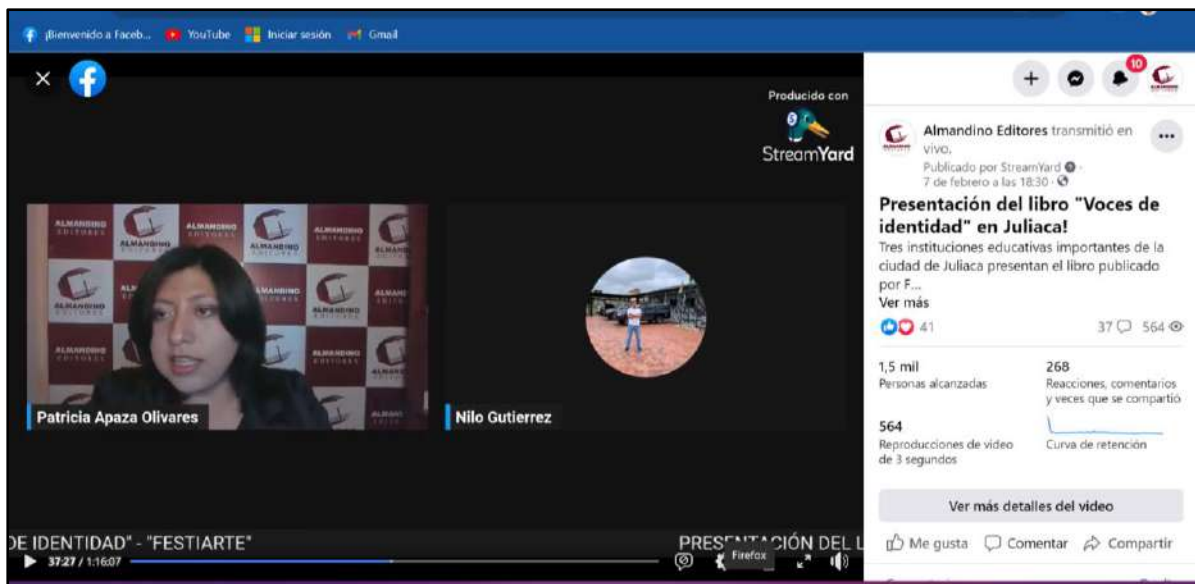 ¡Bienvenido a Faceb... YouTube Iniciar sesión Gmail
Producido con
StreamYard
ALMANDINO
EDITORES
Patricia Apaza Olivares
Nilo Gutierrez
DE IDENTIDAD" - "FESTIARTE"
PRESENTACIÓN DEL L
37:27 / 1:16:07
Firefox
10
Almandino Editores transmitió en
vivo.
Publicado por StreamYard
7 de febrero a las 18:30
Presentación del libro "Voces de
identidad" en Juliaca!
Tres instituciones educativas importantes de la
ciudad de Juliaca presentan el libro publicado
por F...
Ver más
41 37 564
1,5 mil
Personas alcanzadas
268
Reacciones, comentarios
y veces que se compartió
564
Reproducciones de video
de 3 segundos
Curva de retención
Ver más detalles del video
Me gusta Comentar Compartir